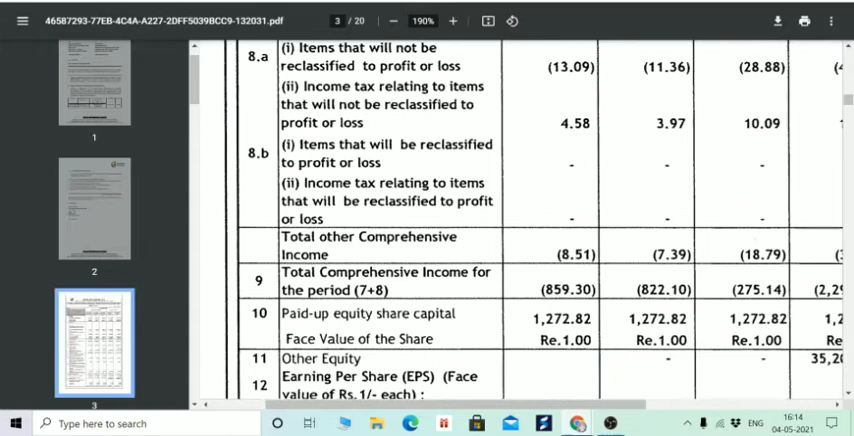 46587293-77EB-4C4A-A227-2DFF5039BCC9-132031.pdf 3 / 20 190%
1
2
3
8.a (i) Items that will not be
reclassified to profit or loss (13.09) (11.36) (28.88)
(ii) Income tax relating to items
that will not be reclassified to
profit or loss 4.58 3.97 10.09
8.b (i) Items that will be reclassified
to profit or loss - - -
(ii) Income tax relating to items
that will be reclassified to profit
or loss - - -
Total other Comprehensive
Income (8.51) (7.39) (18.79)
9 Total Comprehensive Income for
the period (7+8) (859.30) (822.10) (275.14)
10 Paid-up equity share capital 1,272.82 1,272.82 1,272.82
Face Value of the Share Re.1.00 Re.1.00 Re.1.00 Re
11 Other Equity - -
12 Earning Per Share (EPS) (Face
value of Rs.1/- each) :
Type here to search
ENG 16:14
04-05-2021